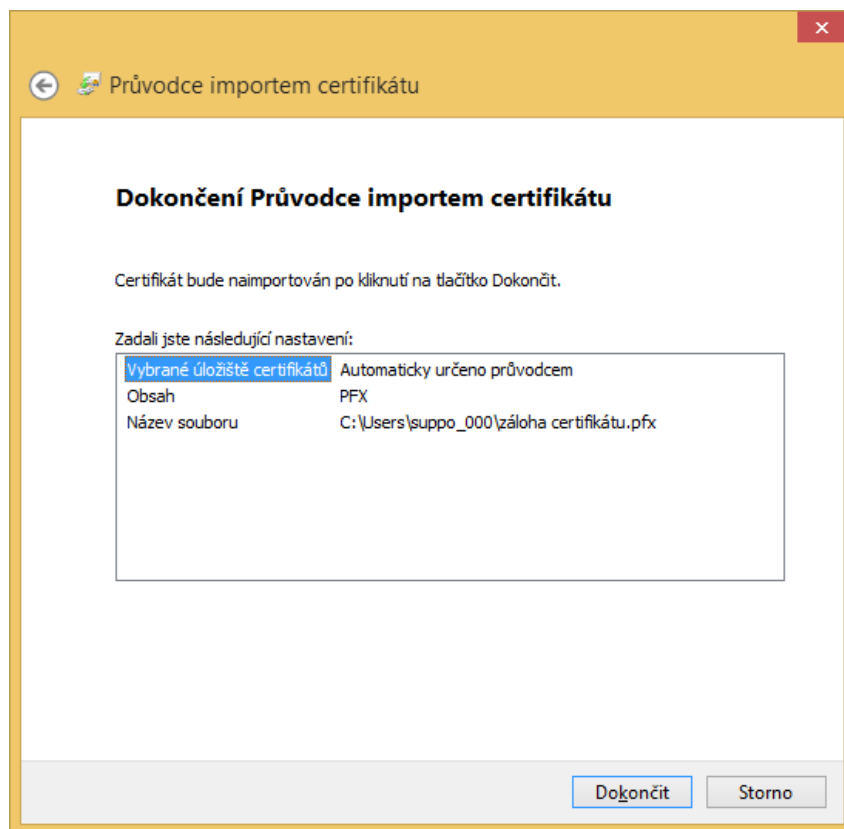 Průvodce importem certifikátu
Dokončení Průvodce importem certifikátu
Certifikát bude naimportován po kliknutí na tlačítko Dokončit.
Zadali jste následující nastavení:
Vybrané úložiště certifikátů Automaticky určeno průvodcem
Obsah PFX
Název souboru C:\Users\suppo_000\záloha certifikátu.pfx
Dokončit Storno